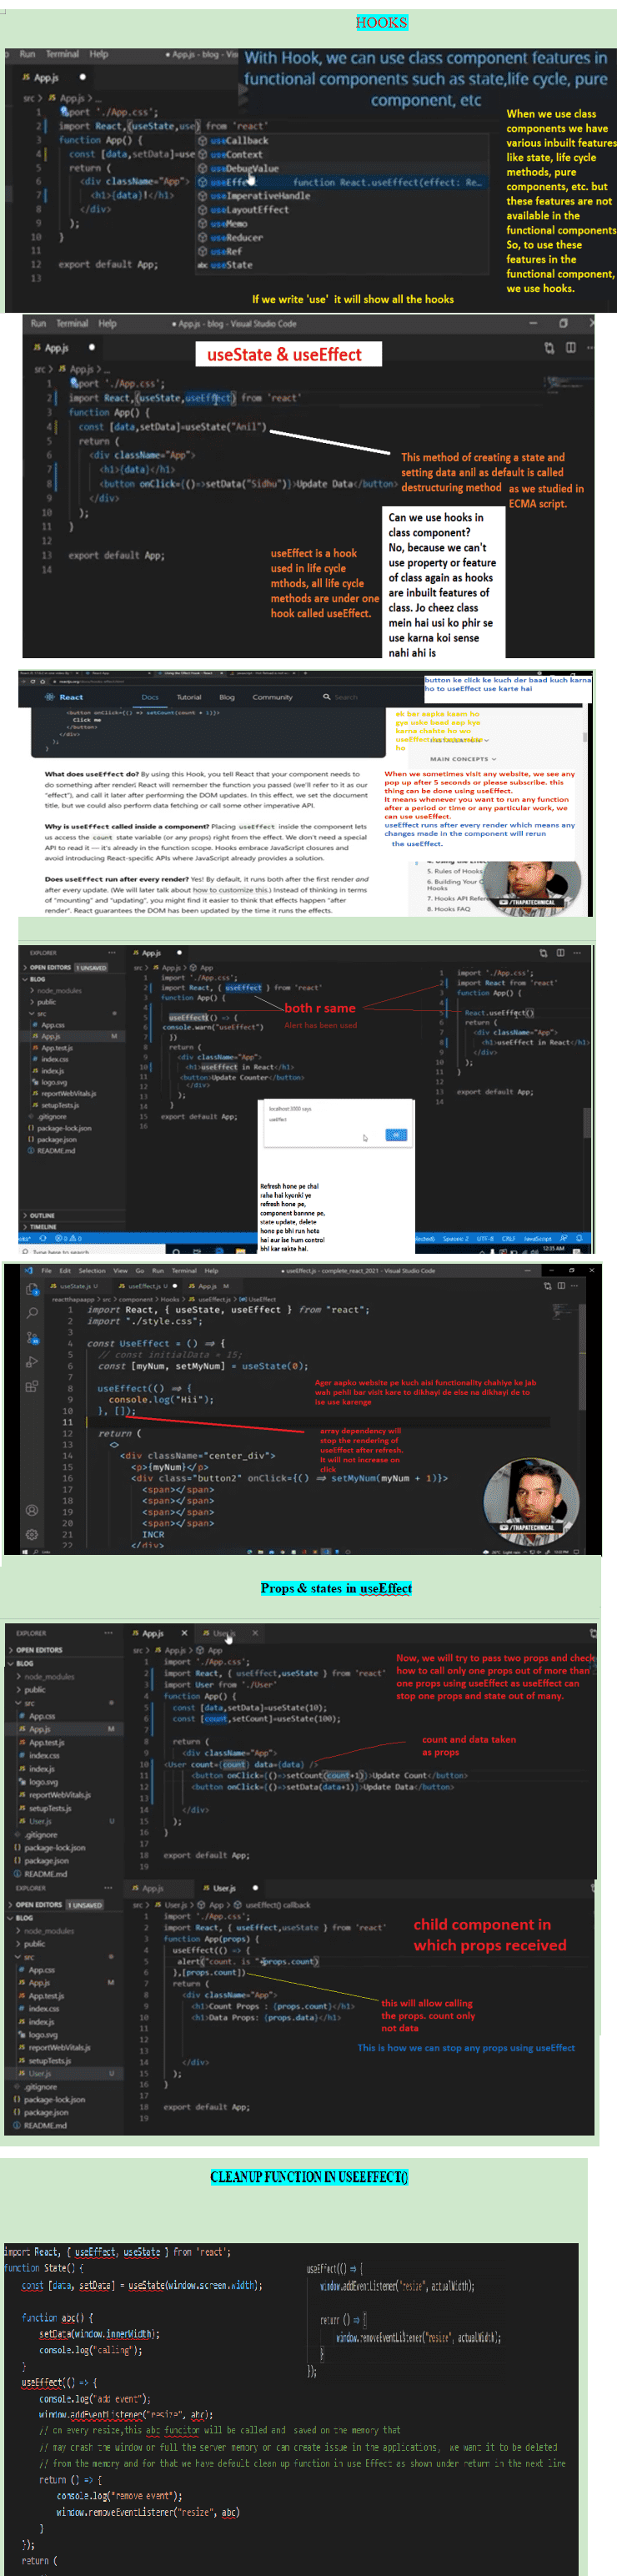 HOOKS
Run Terminal Help
App.js - blog - Vis
With Hook, we can use class component features in
functional components such as state,life cycle, pure
component, etc
JS App.js
src > JS App.js > ...
1 import './App.css';
2 import React,{useState,use} from 'react'
3 function App() {
4 const [data,setData]=use
5 return (
6 <div className="App">
7 <h1>{data}!</h1>
8 </div>
9 );
10 }
11
12 export default App;
13
useCallback
useContext
useDebugValue
useEffect function React.useEffect(effect: Re...
useImperativeHandle
useLayoutEffect
useMemo
useReducer
useRef
abc useState
When we use class
components we have
various inbuilt features
like state, life cycle
methods, pure
components, etc. but
these features are not
available in the
functional components
So, to use these
features in the
functional component,
we use hooks.
If we write 'use' it will show all the hooks
Run Terminal Help
App.js - blog - Visual Studio Code
JS App.js
useState & useEffect
src > JS App.js > ...
1 import './App.css';
2 import React,{useState,useEffect} from 'react'
3 function App() {
4 const [data,setData]=useState("Anil")
5 return (
6 <div className="App">
7 <h1>{data}</h1>
8 <button onClick={()=>setData("Sidhu")}>Update Data</button>
9 </div>
10 );
11 }
12
13 export default App;
14
This method of creating a state and
setting data anil as default is called
destructuring method as we studied in
ECMA script.
useEffect is a hook
used in life cycle
mthods, all life cycle
methods are under one
hook called useEffect.
Can we use hooks in
class component?
No, because we can't
use property or feature
of class again as hooks
are inbuilt features of
class. Jo cheez class
mein hai usi ko phir se
use karna koi sense
nahi ahi is
button ke click ke kuch der baad kuch karna
ho to useEffect use karte hai
React Docs Tutorial Blog Community Search
<button onClick={() => setCount(count + 1)}>
Click me
</button>
What does useEffect do? By using this Hook, you tell React that your component needs to
do something after render. React will remember the function you passed (we'll refer to it as our
"effect"), and call it later after performing the DOM updates. In this effect, we set the document
title, but we could also perform data fetching or call some other imperative API.
Why is useEffect called inside a component? Placing useEffect inside the component lets
us access the count state variable (or any props) right from the effect. We don't need a special
API to read it — it's already in the function scope. Hooks embrace JavaScript closures and
avoid introducing React-specific APIs where JavaScript already provides a solution.
Does useEffect run after every render? Yes! By default, it runs both after the first render and
after every update. (We will later talk about how to customize this.) Instead of thinking in terms
of "mounting" and "updating", you might find it easier to think that effects happen "after
render". React guarantees the DOM has been updated by the time it runs the effects.
MAIN CONCEPTS
When we sometimes visit any website, we see any
pop up after 5 seconds or please subscribe. this
thing can be done using useEffect.
It means whenever you want to run any function
after a period or time or any particular work, we
can use useEffect.
useEffect runs after every render which means any
changes made in the component will rerun
the useEffect.
5. Rules of Hooks
6. Building Your
Hooks
7. Hooks API Refer
8. Hooks FAQ
/THAPATECHNICAL
EXPLORER
OPEN EDITORS 1 UNSAVED
BLOG
node_modules
public
src
App.css
App.js M
App.test.js
index.css
index.js
logo.svg
reportWebVitals.js
setupTests.js
.gitignore
package-lock.json
package.json
README.md
OUTLINE
TIMELINE
JS App.js
src > JS App.js > App
1 import './App.css';
2 import React, { useEffect } from 'react'
3 function App() {
4
5 useEffect(() => {
6 console.warn("useEffect")
7 })
8 return (
9 <div className="App">
10 <h1>useEffect in React</h1>
11 <button>Update Counter</button>
12 </div>
13 );
14 }
15 export default App;
16
both r same
Alert has been used
1 import './App.css';
2 import React from 'react'
3 function App() {
4
5 React.useEffect()
6 return (
7 <div className="App">
8 <h1>useEffect in React</h1>
9 </div>
10 );
11 }
12
13 export default App;
14
localhost:3000 says
useEffect
OK
Refresh hone pe chal
raha hai kyonki ye
refresh hone pe,
component banne pe,
state update, delete
hone pe bhi run hota
hai aur ise hum control
bhi kar sakte hai.
Spaces: 2 UTF-8 CRLF JavaScript
12:35 AM
File Edit Selection View Go Run Terminal Help
useEffect.js - complete_react_2021 - Visual Studio Code
JS useState.js U JS useEffect.js U JS App.js M
reactthapaapp > src > component > Hooks > JS useEffect.js > UseEffect
1 import React, { useState, useEffect } from "react";
2 import "./style.css";
3
4 const UseEffect = () => {
5 // const initialData = 15;
6 const [myNum, setMyNum] = useState(0);
7
8 useEffect(() => {
9 console.log("Hii");
10 }, []);
11
12 return (
13 <>
14 <div className="center_div">
15 <p>{myNum}</p>
16 <div class="button2" onClick={() => setMyNum(myNum + 1)}>
17 <span></span>
18 <span></span>
19 <span></span>
20 <span></span>
21 INCR
22 </div>
Ager aapko website pe kuch aisi functionality chahiye ke jab
wah pehli bar visit kare to dikhayi de else na dikhayi de to
ise use karenge
array dependency will
stop the rendering of
useEffect after refresh.
It will not increase on
click
/THAPATECHNICAL
Props & states in useEffect
EXPLORER
OPEN EDITORS
BLOG
node_modules
public
src
App.css
App.js M
App.test.js
index.css
index.js
logo.svg
reportWebVitals.js
setupTests.js
User.js U
.gitignore
package-lock.json
package.json
README.md
JS App.js JS User.js
src > JS App.js > App
1 import './App.css';
2 import React, { useEffect,useState } from 'react'
3 import User from './User'
4 function App() {
5 const [data,setData]=useState(10);
6 const [count,setCount]=useState(100);
7
8 return (
9 <div className="App">
10 <User count={count} data={data} />
11 <button onClick={()=>setCount(count+1)}>Update Count</button>
12 <button onClick={()=>setData(data+1)}>Update Data</button>
13
14 </div>
15 );
16 }
17
18 export default App;
19
Now, we will try to pass two props and check
how to call only one props out of more than
one props using useEffect as useEffect can
stop one props and state out of many.
count and data taken
as props
EXPLORER
OPEN EDITORS 1 UNSAVED
BLOG
node_modules
public
src
App.css
App.js M
App.test.js
index.css
index.js
logo.svg
reportWebVitals.js
setupTests.js
User.js U
.gitignore
package-lock.json
package.json
README.md
JS App.js JS User.js
src > JS User.js > App > useEffect() callback
1 import './App.css';
2 import React, { useEffect,useState } from 'react'
3 function App(props) {
4 useEffect(() => {
5 alert("count. is "+props.count)
6 },[props.count])
7 return (
8 <div className="App">
9 <h1>Count Props : {props.count}</h1>
10 <h1>Data Props: {props.data}</h1>
11
12
13
14 </div>
15 );
16 }
17
18 export default App;
19
child component in
which props received
this will allow calling
the props. count only
not data
This is how we can stop any props using useEffect
CLEANUP FUNCTION IN USEEFFECT()
import React, { useEffect, useState } from 'react';
function State() {
const [data, setData] = useState(window.screen.width);
function abc() {
setData(window.innerWidth);
console.log("calling");
}
useEffect(() => {
console.log("add event");
window.addEventListener("resize", abc);
// on every resize,this abc funciton will be called and saved on the memory that
// may crash the window or full the server memory or can create issue in the applications, we want it to be deleted
// from the memory and for that we have default clean up function in use Effect as shown under return in the next line
return () => {
console.log("remove event");
window.removeEventListener("resize", abc)
}
});
return (
useEffect(() => {
window.addEventListener("resize", actualWidth);
return () => {
window.removeEventListener("resize", actualWidth);
}
});